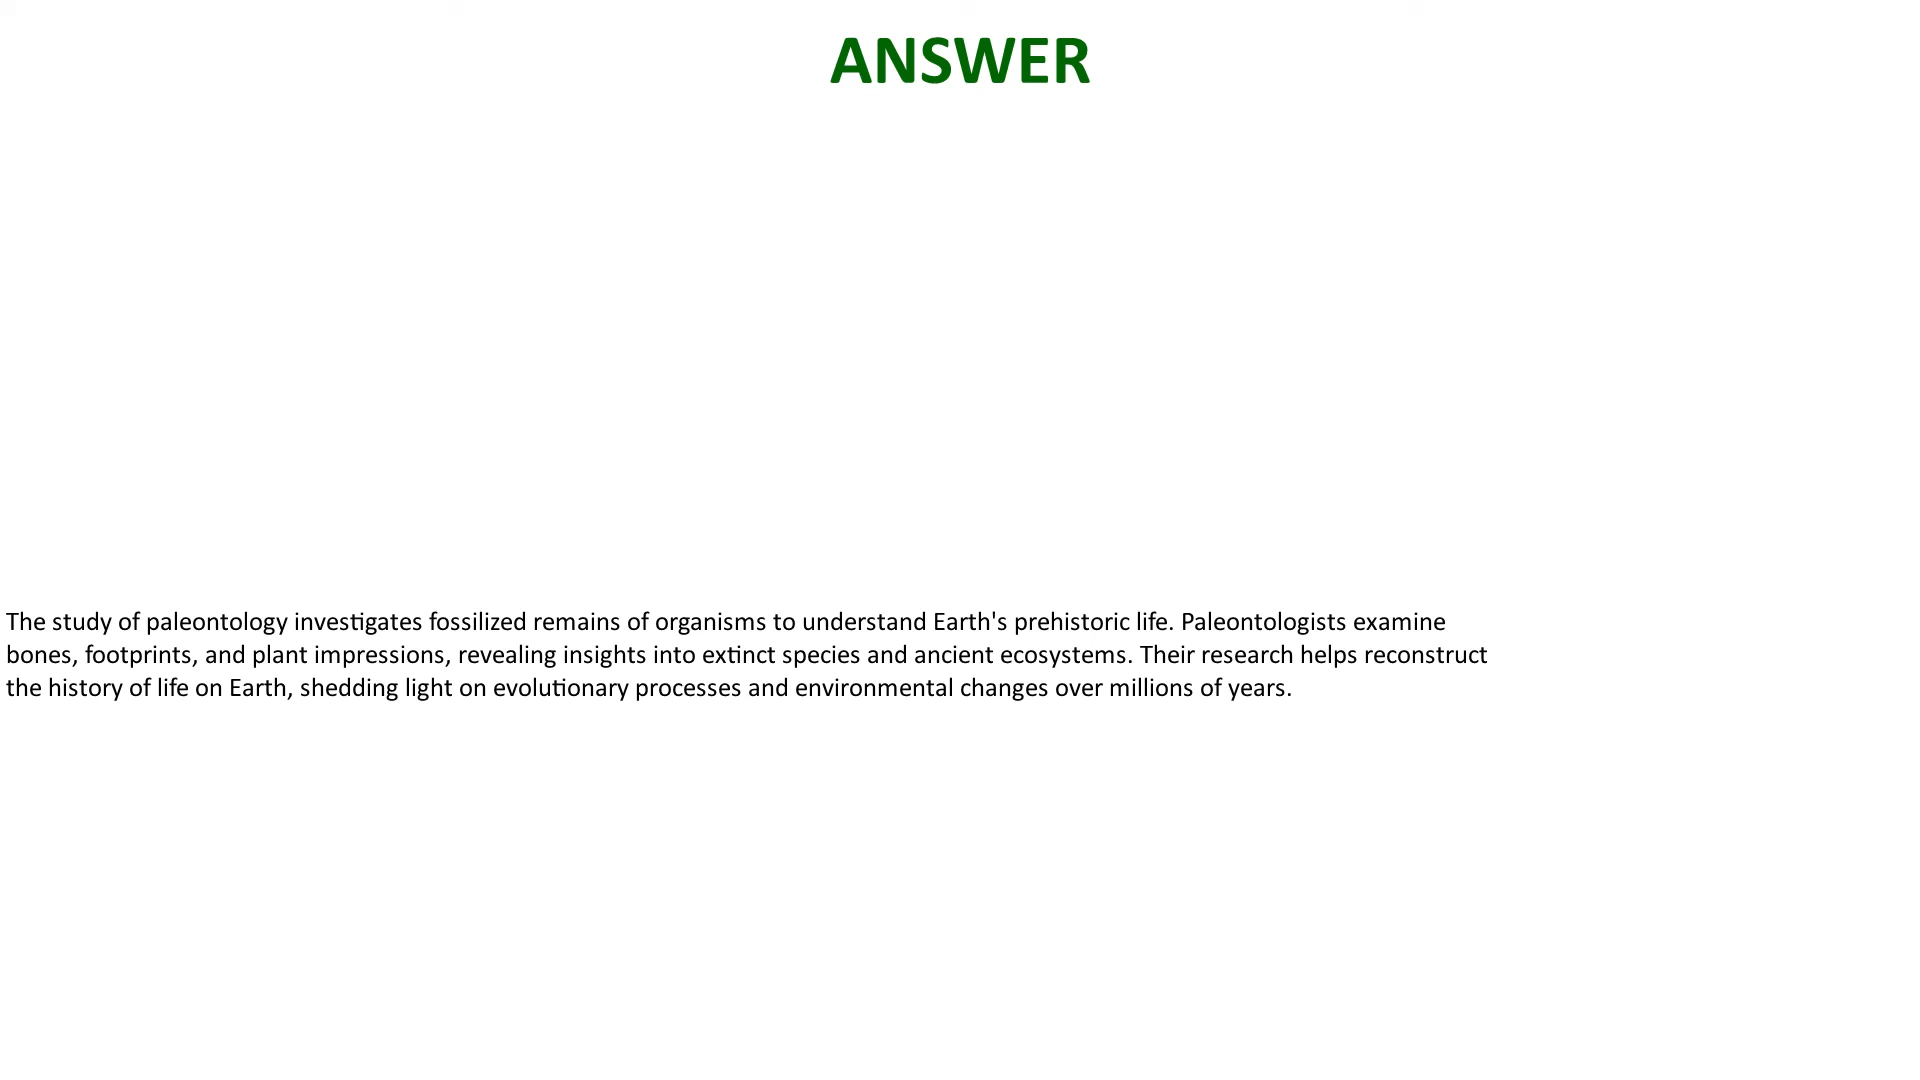 ANSWER
The study of paleontology investigates fossilized remains of organisms to understand Earth's prehistoric life. Paleontologists examine
bones, footprints, and plant impressions, revealing insights into extinct species and ancient ecosystems. Their research helps reconstruct
the history of life on Earth, shedding light on evolutionary processes and environmental changes over millions of years.